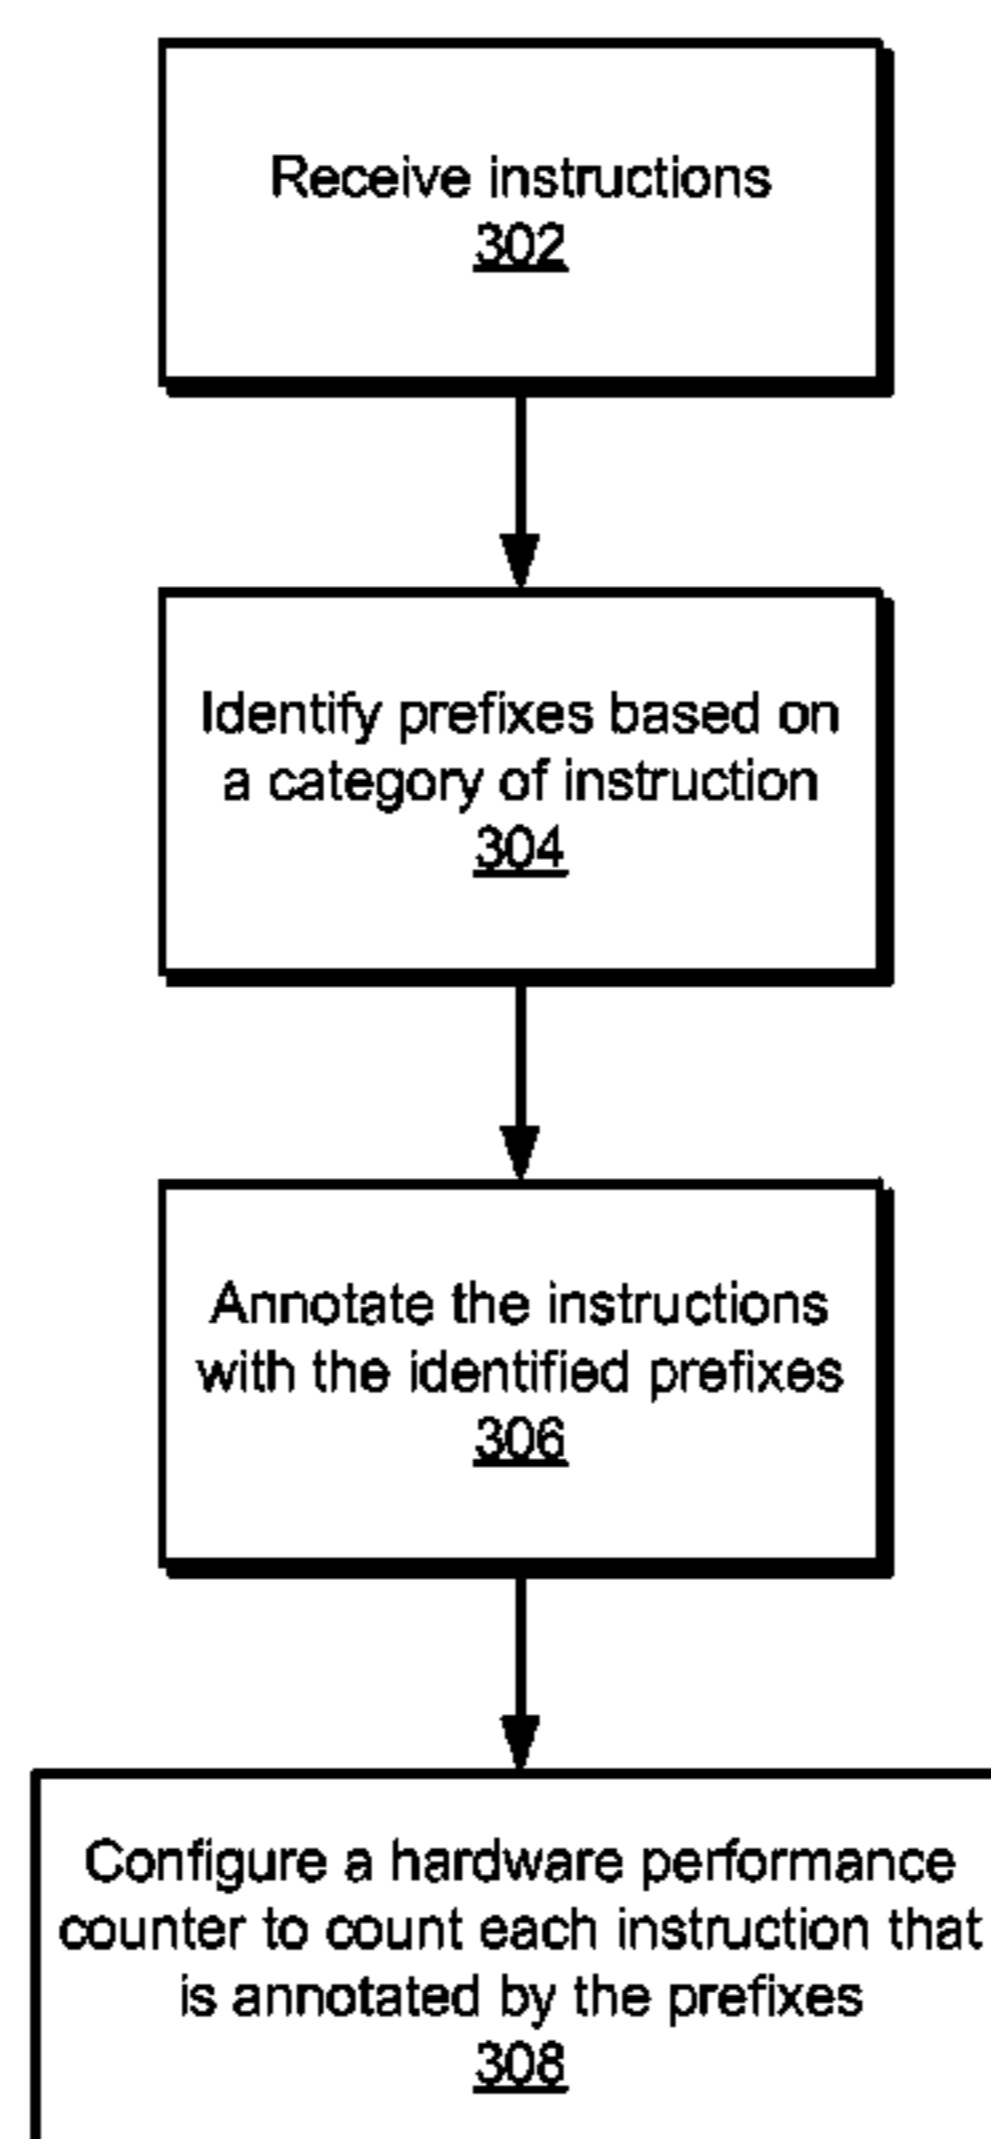 Receive instructions
302
Identify prefixes based on
a category of instruction
304
Annotate the instructions
with the identified prefixes
306
Configure a hardware performance
counter to count each instruction that
is annotated by the prefixes
308